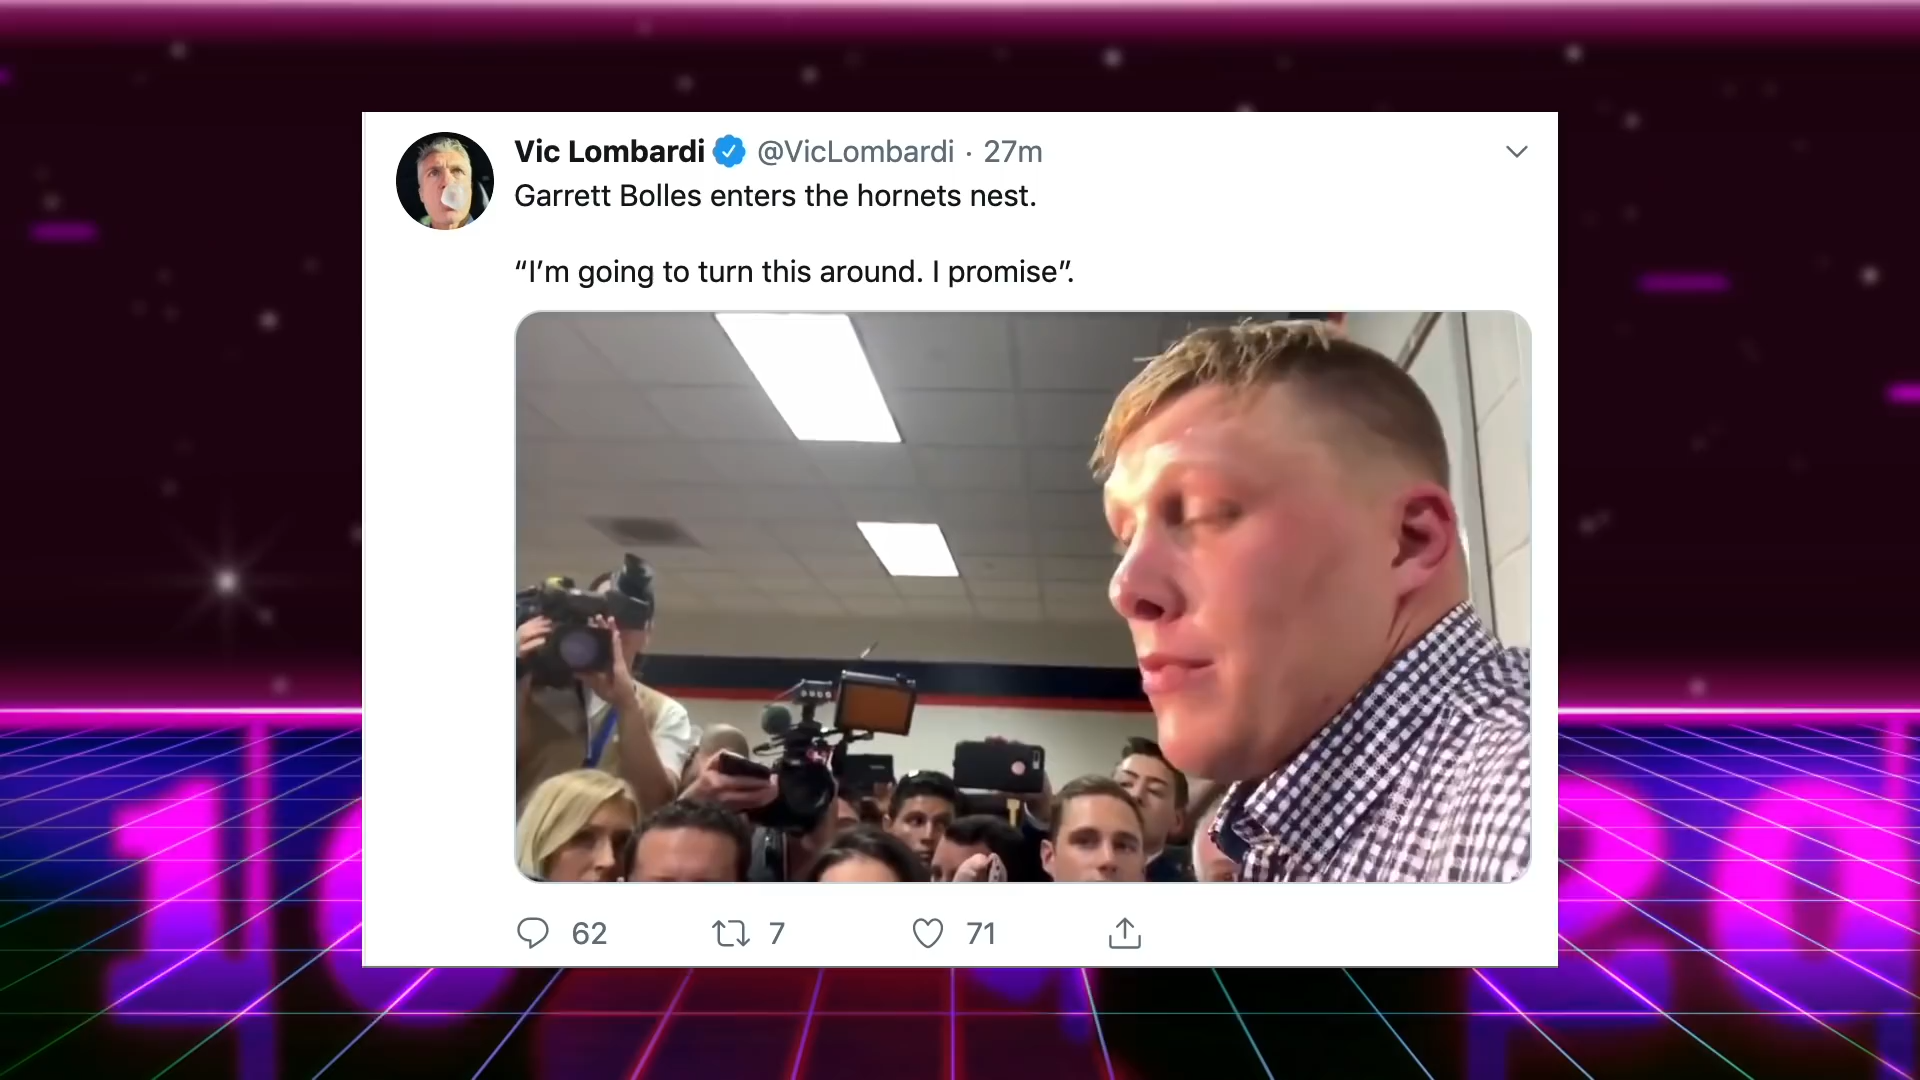 Vic Lombardi @VicLombardi · 27m
Garrett Bolles enters the hornets nest.
“I’m going to turn this around. I promise”.
62 7 71